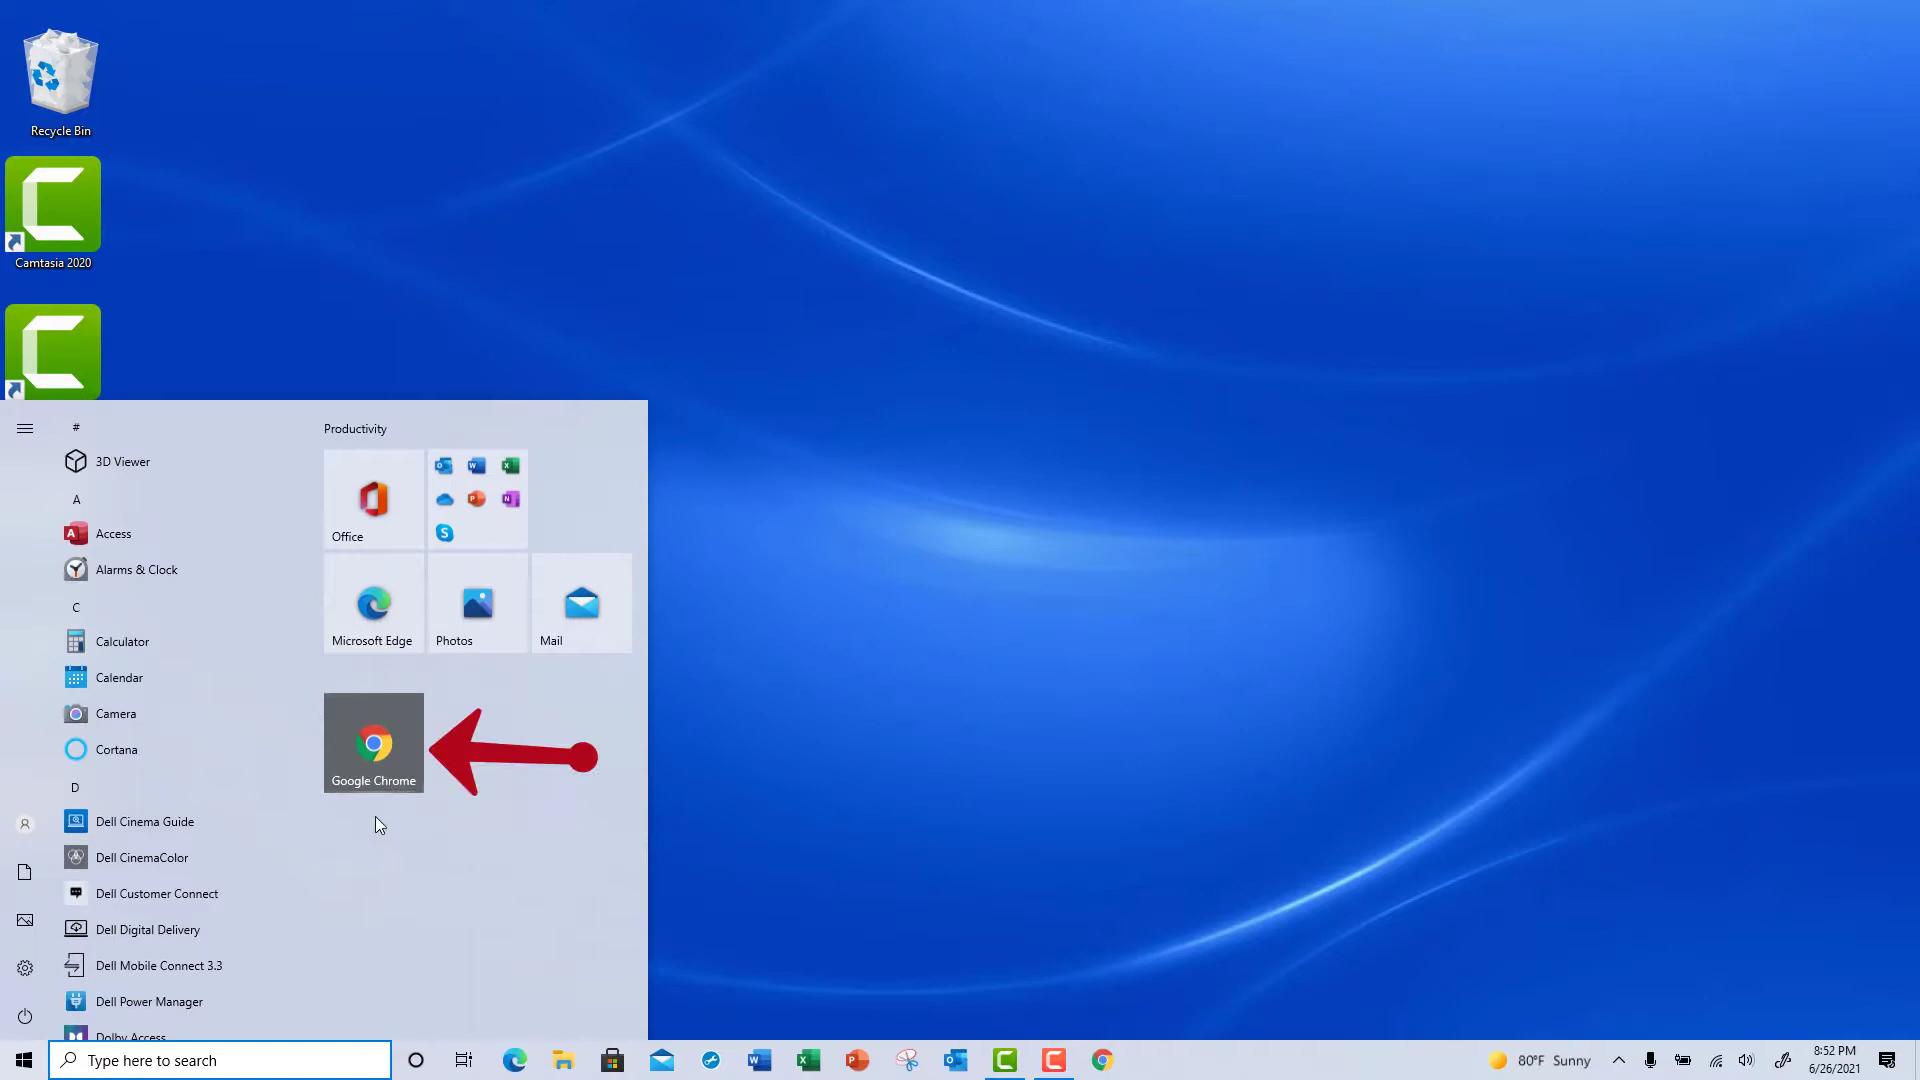 Recycle Bin
Camtasia 2020
#
3D Viewer
A
Access
Alarms & Clock
C
Calculator
Calendar
Camera
Cortana
D
Dell Cinema Guide
Dell CinemaColor
Dell Customer Connect
Dell Digital Delivery
Dell Mobile Connect 3.3
Dell Power Manager
Dolby Access
Productivity
Office
Microsoft Edge
Photos
Mail
Google Chrome
Type here to search
80°F Sunny
8:52 PM
6/26/2021